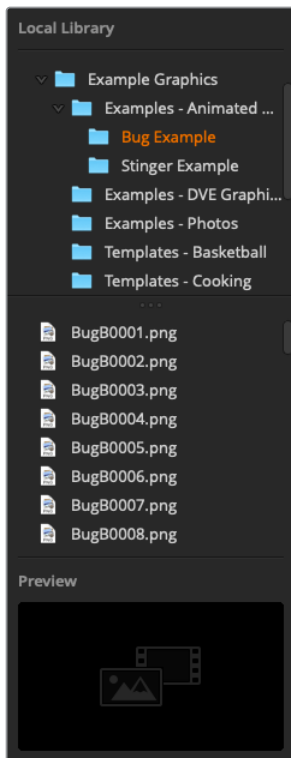 Local Library
Example Graphics
Examples - Animated ...
Bug Example
Stinger Example
Examples - DVE Graphi...
Examples - Photos
Templates - Basketball
Templates - Cooking
BugB0001.png
BugB0002.png
BugB0003.png
BugB0004.png
BugB0005.png
BugB0006.png
BugB0007.png
BugB0008.png
Preview